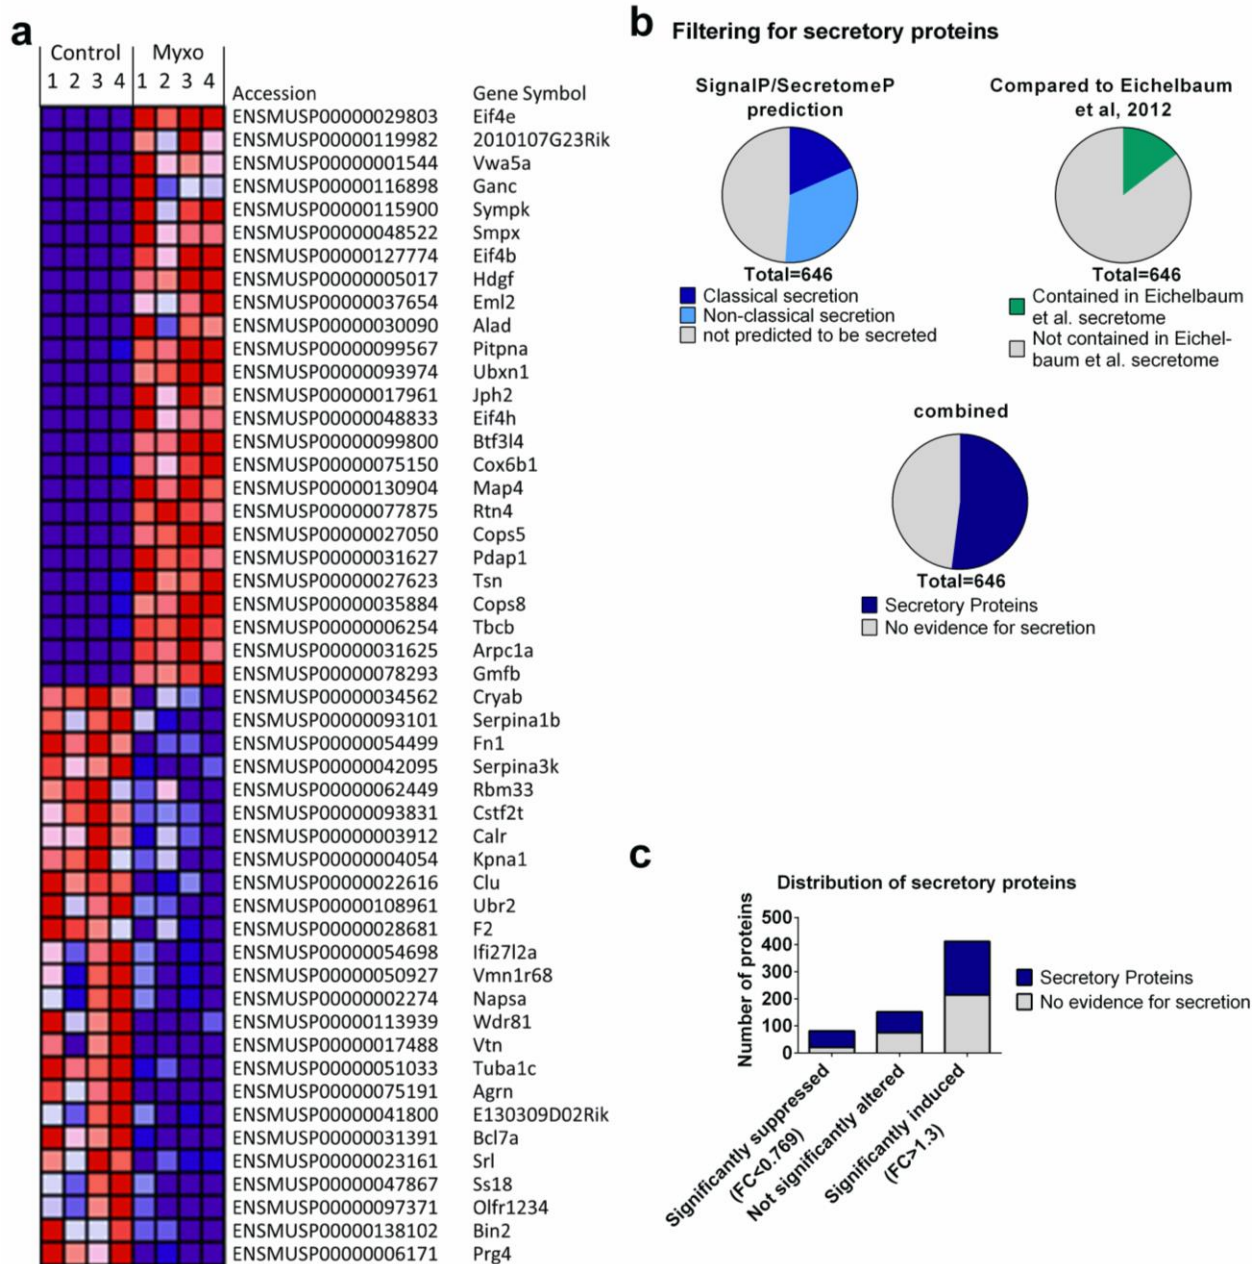 a
Control Myxo
1 2 3 4 1 2 3 4
Accession Gene Symbol
ENSMUSP00000029803 Eif4e
ENSMUSP00000119982 2010107G23Rik
ENSMUSP00000001544 Vwa5a
ENSMUSP00000116898 Ganc
ENSMUSP00000115900 Sympk
ENSMUSP00000048522 Smpx
ENSMUSP00000127774 Eif4b
ENSMUSP00000005017 Hdgf
ENSMUSP00000037654 Eml2
ENSMUSP00000030090 Alad
ENSMUSP00000099567 Pitpna
ENSMUSP00000093974 Ubxn1
ENSMUSP00000017961 Jph2
ENSMUSP00000048833 Eif4h
ENSMUSP00000099800 Btf3l4
ENSMUSP00000075150 Cox6b1
ENSMUSP00000130904 Map4
ENSMUSP00000077875 Rtn4
ENSMUSP00000027050 Cops5
ENSMUSP00000031627 Pdap1
ENSMUSP00000027623 Tsn
ENSMUSP00000035884 Cops8
ENSMUSP00000006254 Tbcb
ENSMUSP00000031625 Arpc1a
ENSMUSP00000078293 Gmfb
ENSMUSP00000034562 Cryab
ENSMUSP00000093101 Serpina1b
ENSMUSP00000054499 Fn1
ENSMUSP00000042095 Serpina3k
ENSMUSP00000062449 Rbm33
ENSMUSP00000093831 Cstf2t
ENSMUSP00000003912 Calr
ENSMUSP00000004054 Kpna1
ENSMUSP00000022616 Clu
ENSMUSP00000108961 Ubr2
ENSMUSP00000028681 F2
ENSMUSP00000054698 Ifi27l2a
ENSMUSP00000050927 Vmn1r68
ENSMUSP00000002274 Napsa
ENSMUSP00000113939 Wdr81
ENSMUSP00000017488 Vtn
ENSMUSP00000051033 Tuba1c
ENSMUSP00000075191 Agrn
ENSMUSP00000041800 E130309D02Rik
ENSMUSP00000031391 Bcl7a
ENSMUSP00000023161 Srl
ENSMUSP00000047867 Ss18
ENSMUSP00000097371 Olfr1234
ENSMUSP00000138102 Bin2
ENSMUSP00000006171 Prg4
b
Filtering for secretory proteins
SignalP/SecretomeP
prediction
Total=646
Classical secretion
Non-classical secretion
not predicted to be secreted
Compared to Eichelbaum
et al, 2012
Total=646
Contained in Eichelbaum
et al. secretome
Not contained in Eichel-
baum et al. secretome
combined
Total=646
Secretory Proteins
No evidence for secretion
c
Distribution of secretory proteins
Number of proteins
500
400
300
200
100
0
Significantly suppressed
(FC<0.769)
Not significantly altered
Significantly induced
(FC>1.3)
Secretory Proteins
No evidence for secretion